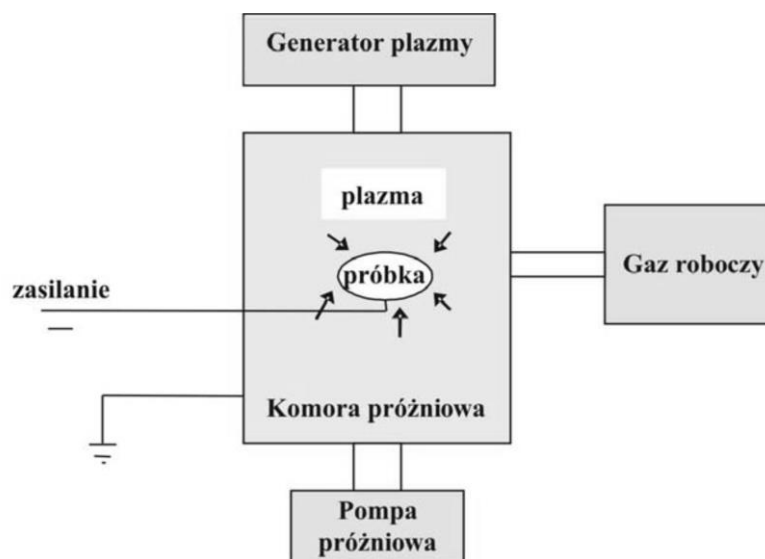 Generator plazmy
plazma
próbka
Gaz roboczy
zasilanie
Komora próżniowa
Pompa
próżniowa